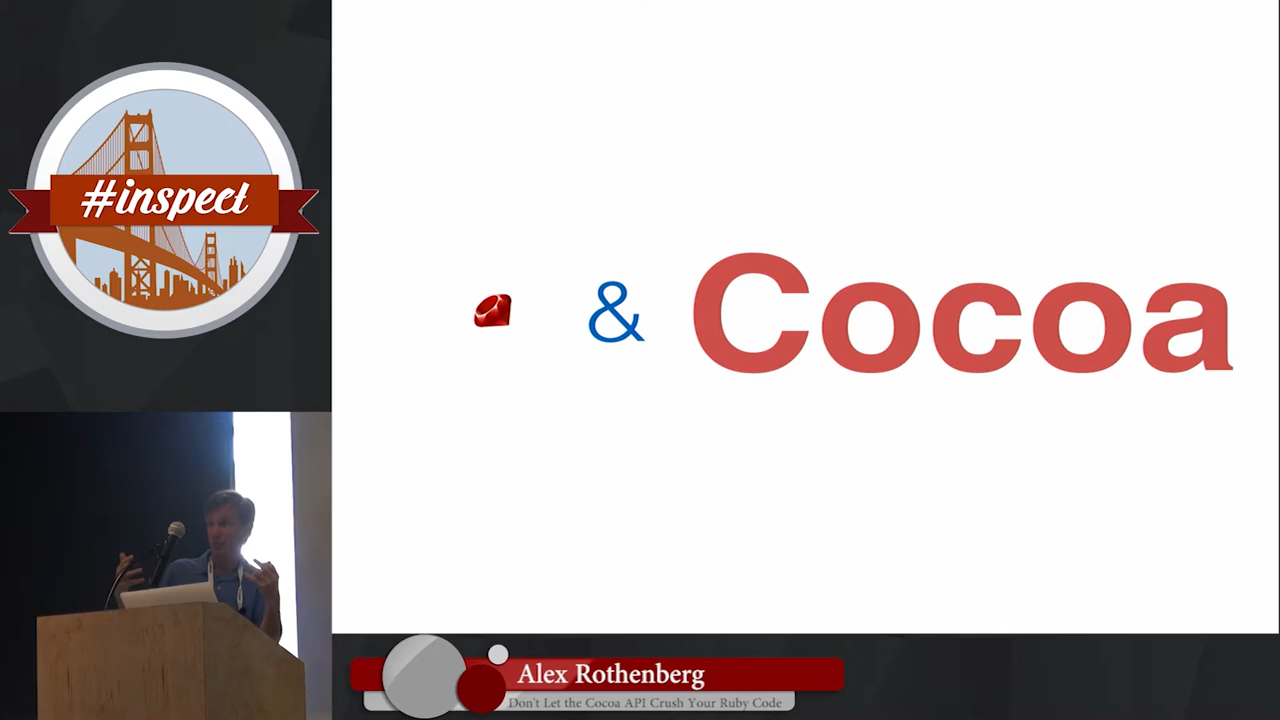 #inspect
& Cocoa
Alex Rothenberg
Don't Let the Cocoa API Crush Your Ruby Code